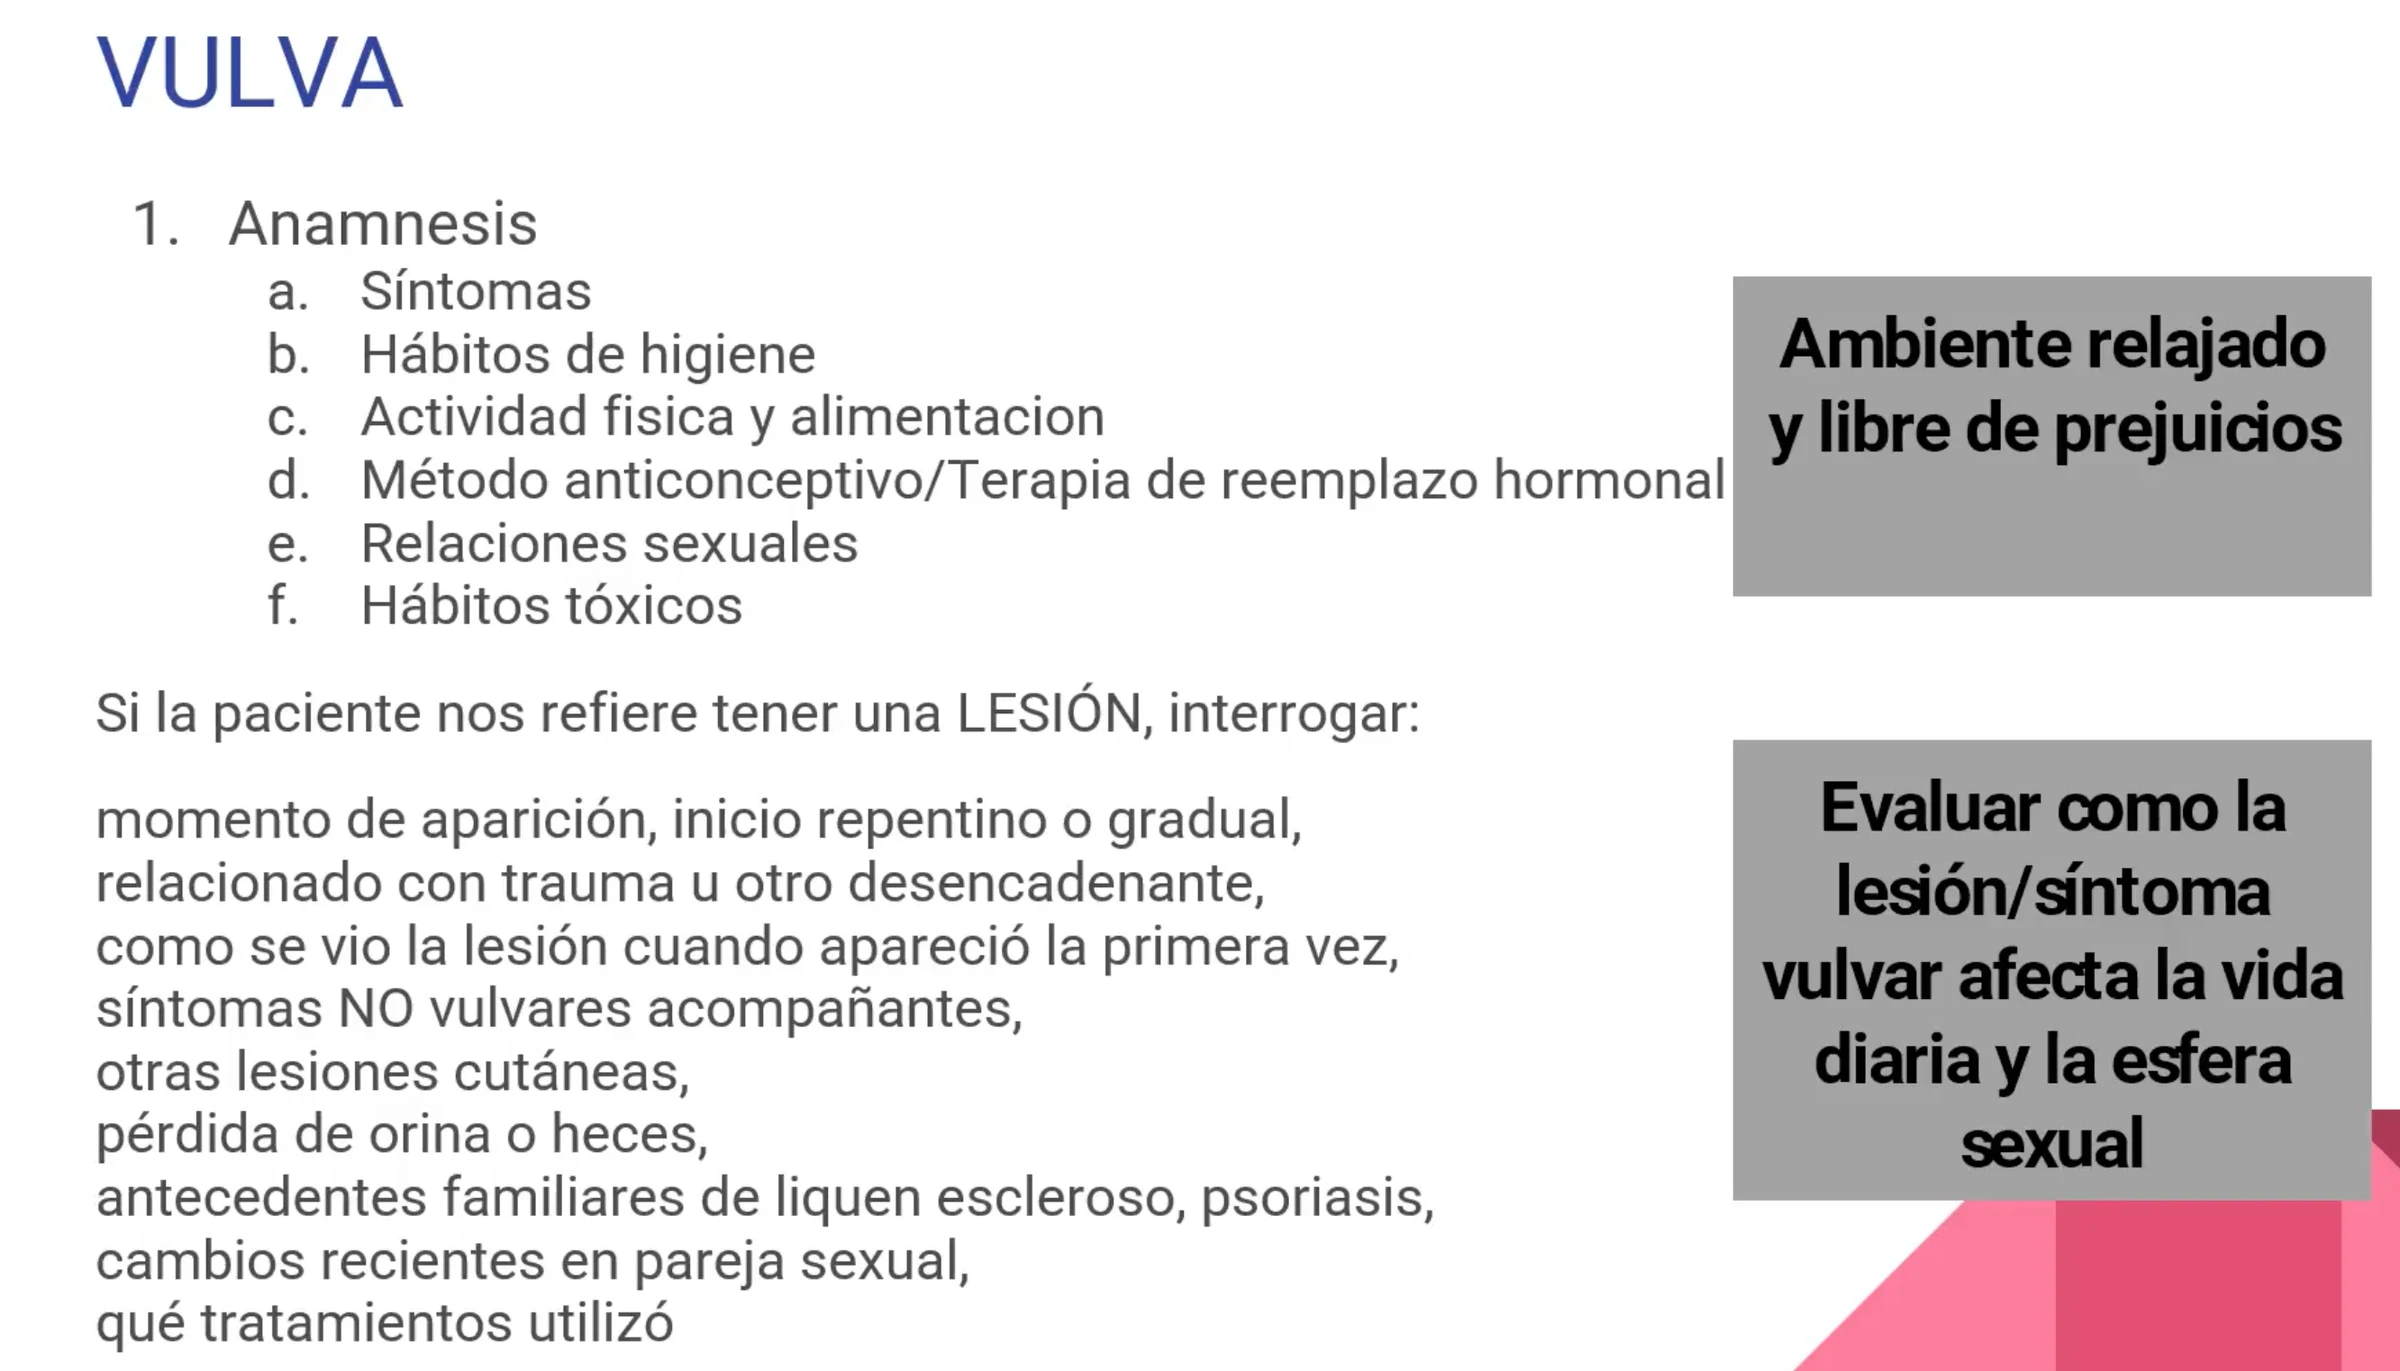 VULVA
1. Anamnesis
a. Síntomas
b. Hábitos de higiene
c. Actividad fisica y alimentacion
d. Método anticonceptivo/Terapia de reemplazo hormonal
e. Relaciones sexuales
f. Hábitos tóxicos
Ambiente relajado
y libre de prejuicios
Si la paciente nos refiere tener una LESIÓN, interrogar:
momento de aparición, inicio repentino o gradual,
relacionado con trauma u otro desencadenante,
como se vio la lesión cuando apareció la primera vez,
síntomas NO vulvares acompañantes,
otras lesiones cutáneas,
pérdida de orina o heces,
antecedentes familiares de liquen escleroso, psoriasis,
cambios recientes en pareja sexual,
qué tratamientos utilizó
Evaluar como la
lesión/síntoma
vulvar afecta la vida
diaria y la esfera
sexual